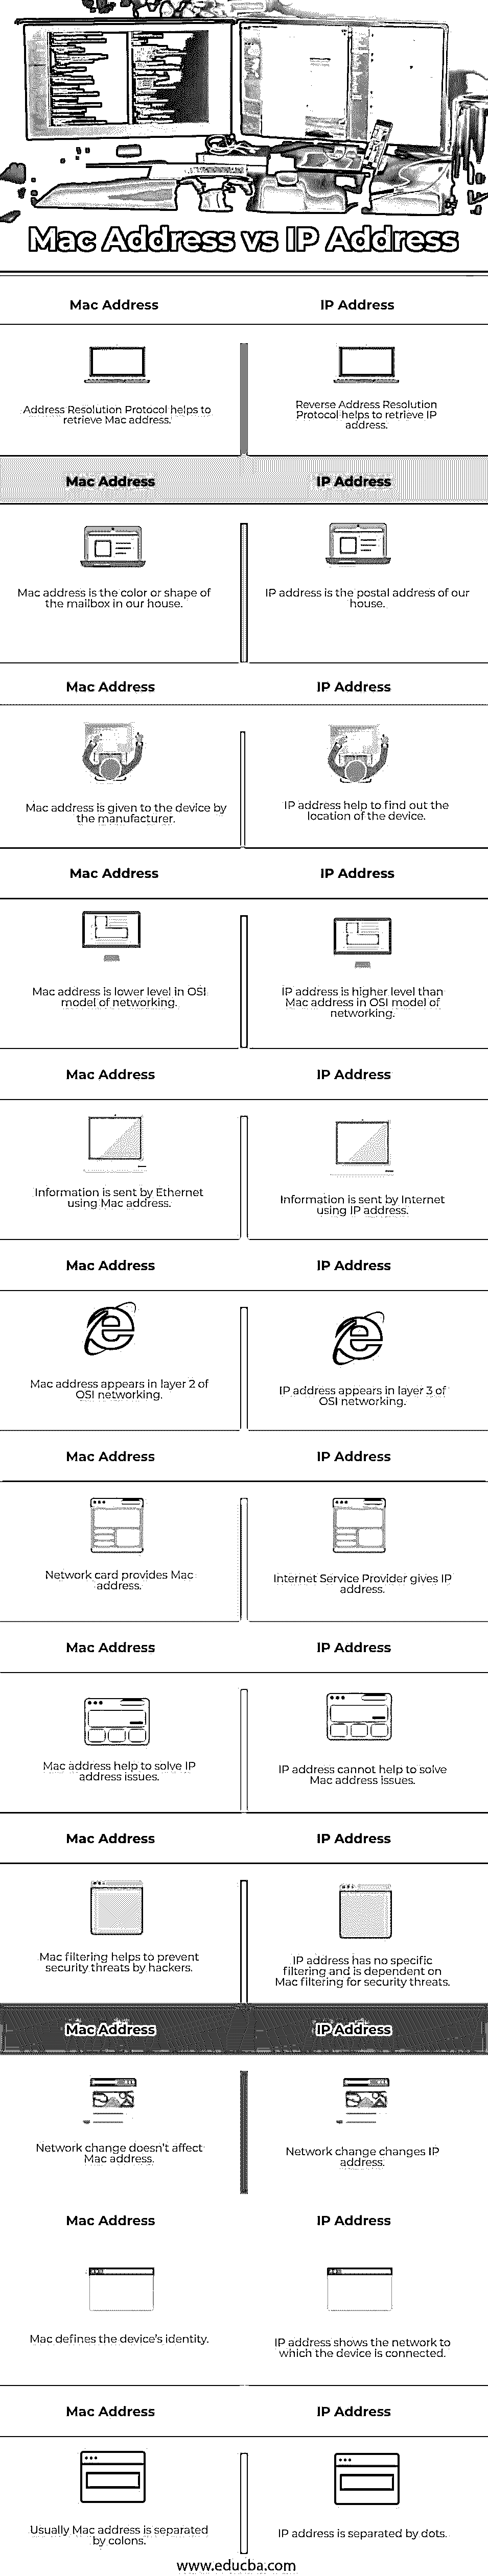 Mac Address vs IP Address
Mac Address IP Address
Address Resolution Protocol helps to
retrieve Mac address.
Reverse Address Resolution
Protocol helps to retrieve IP
address.
Mac Address IP Address
Mac address is the color or shape of
the mailbox in our house.
IP address is the postal address of our
house.
Mac Address IP Address
Mac address is given to the device by
the manufacturer.
IP address help to find out the
location of the device.
Mac Address IP Address
Mac address is lower level in OSI
model of networking.
IP address is higher level than
Mac address in OSI model of
networking.
Mac Address IP Address
Information is sent by Ethernet
using Mac address.
Information is sent by Internet
using IP address.
Mac Address IP Address
Mac address appears in layer 2 of
OSI networking.
IP address appears in layer 3 of
OSI networking.
Mac Address IP Address
Network card provides Mac
address.
Internet Service Provider gives IP
address.
Mac Address IP Address
Mac address help to solve IP
address issues.
IP address cannot help to solve
Mac address issues.
Mac Address IP Address
Mac filtering helps to prevent
security threats by hackers.
IP address has no specific
filtering and is dependent on
Mac filtering for security threats.
Mac Address IP Address
Network change doesn't affect
Mac address.
Network change changes IP
address.
Mac Address IP Address
Mac defines the device's identity.
IP address shows the network to
which the device is connected.
Mac Address IP Address
Usually Mac address is separated
by colons.
IP address is separated by dots.
www.educba.com